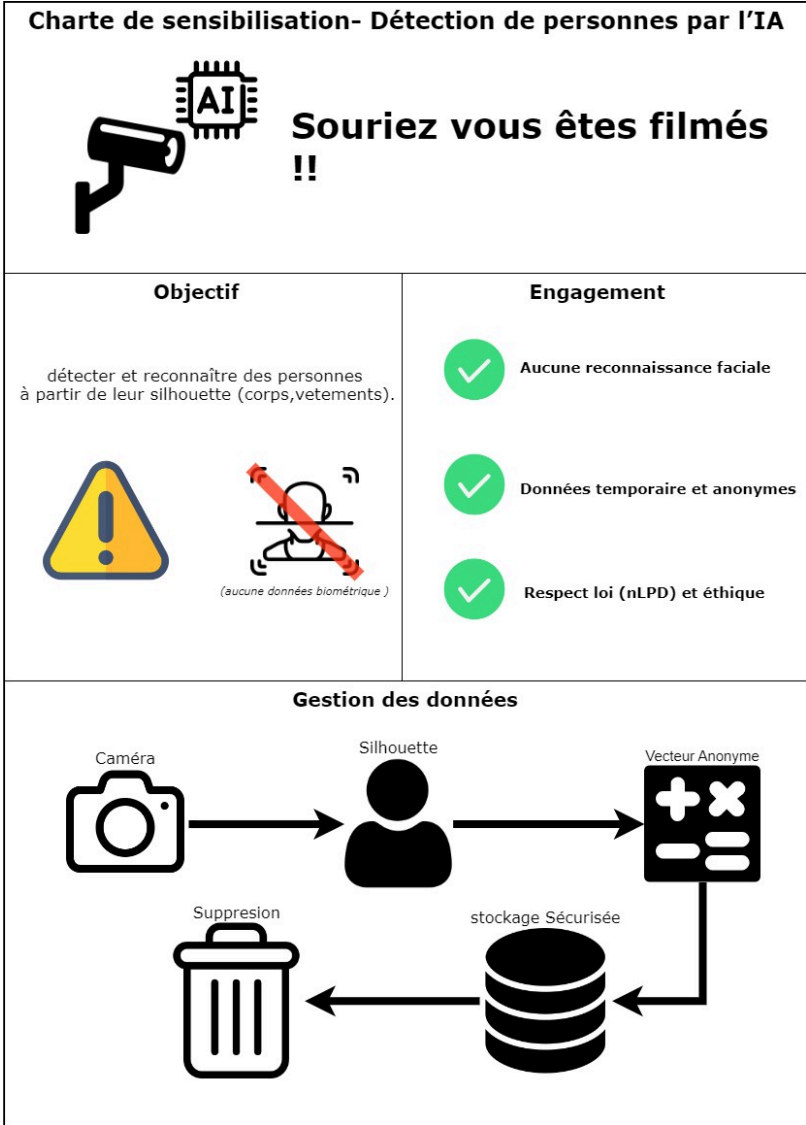 Charte de sensibilisation- Détection de personnes par l'IA
AI
Souriez vous êtes filmés
!!
Objectif
détecter et reconnaître des personnes
à partir de leur silhouette (corps,vetements).
(aucune données biométrique )
Engagement
Aucune reconnaissance faciale
Données temporaire et anonymes
Respect loi (nLPD) et éthique
Gestion des données
Caméra
Silhouette
Vecteur Anonyme
Suppresion
stockage Sécurisée